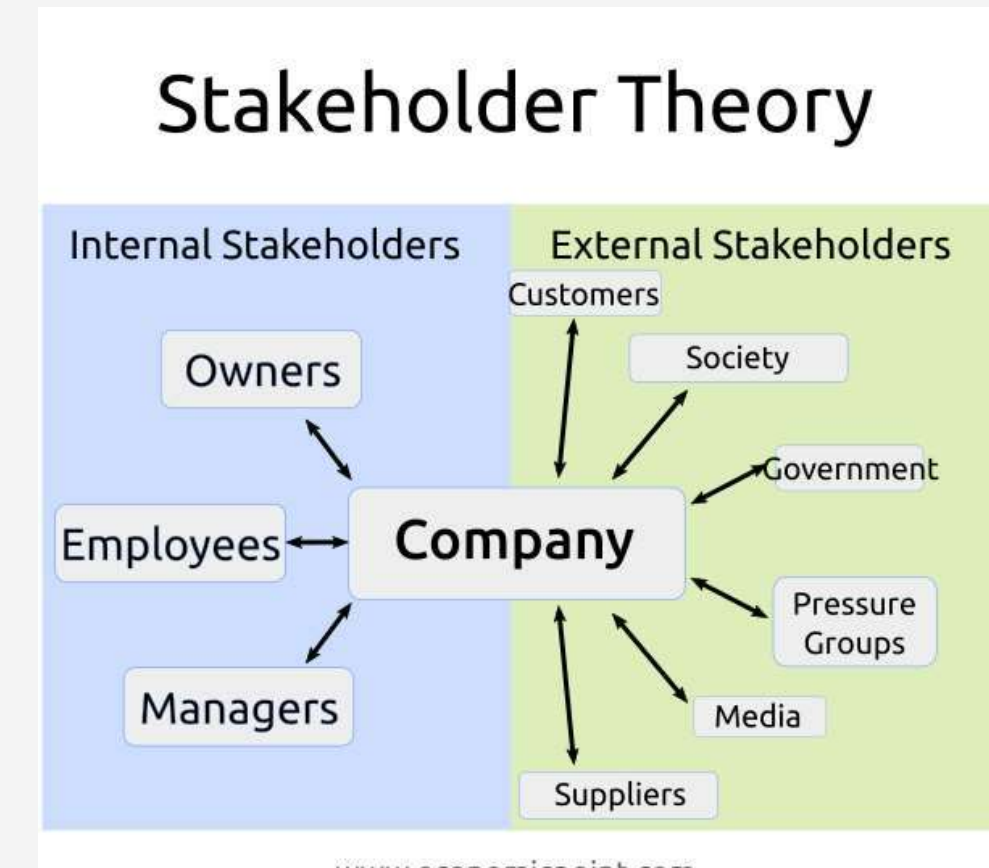 Stakeholder Theory
Internal Stakeholders
External Stakeholders
Customers
Society
Owners
Government
Employees
Company
Pressure
Groups
Managers
Media
Suppliers